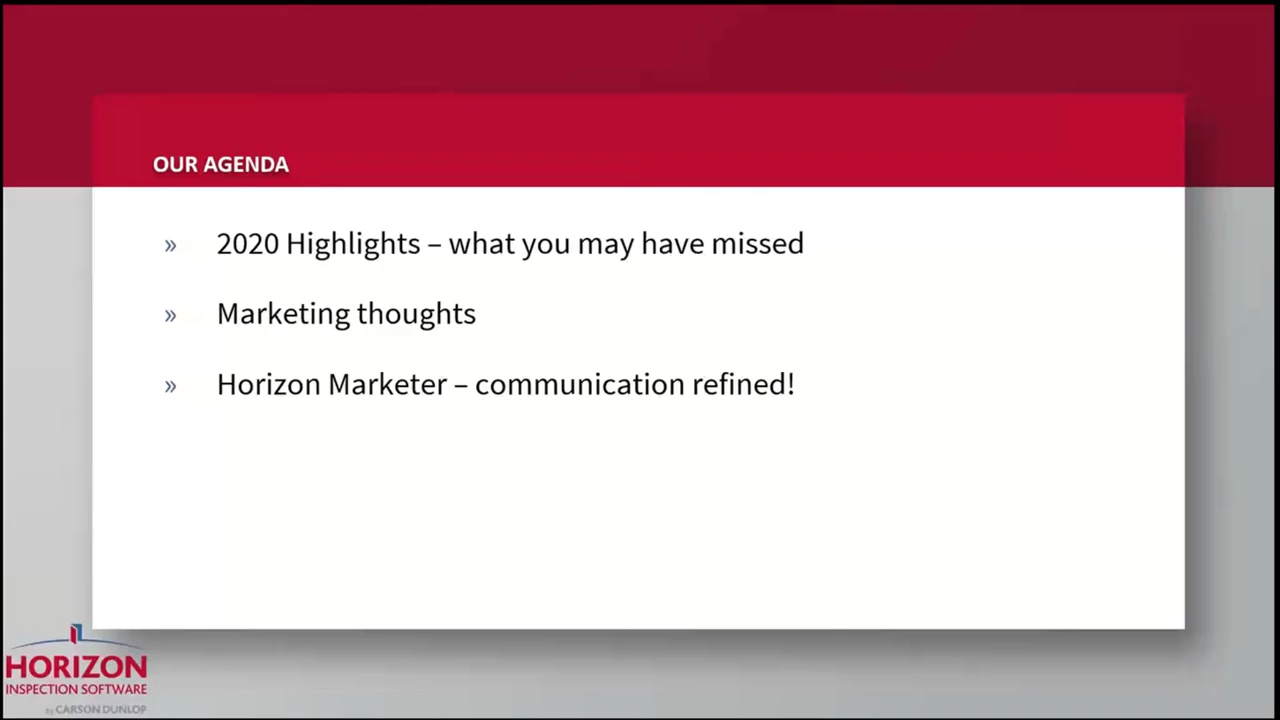 OUR AGENDA
» 2020 Highlights – what you may have missed
» Marketing thoughts
» Horizon Marketer – communication refined!
HORIZON
INSPECTION SOFTWARE
by CARSON DUNLOP